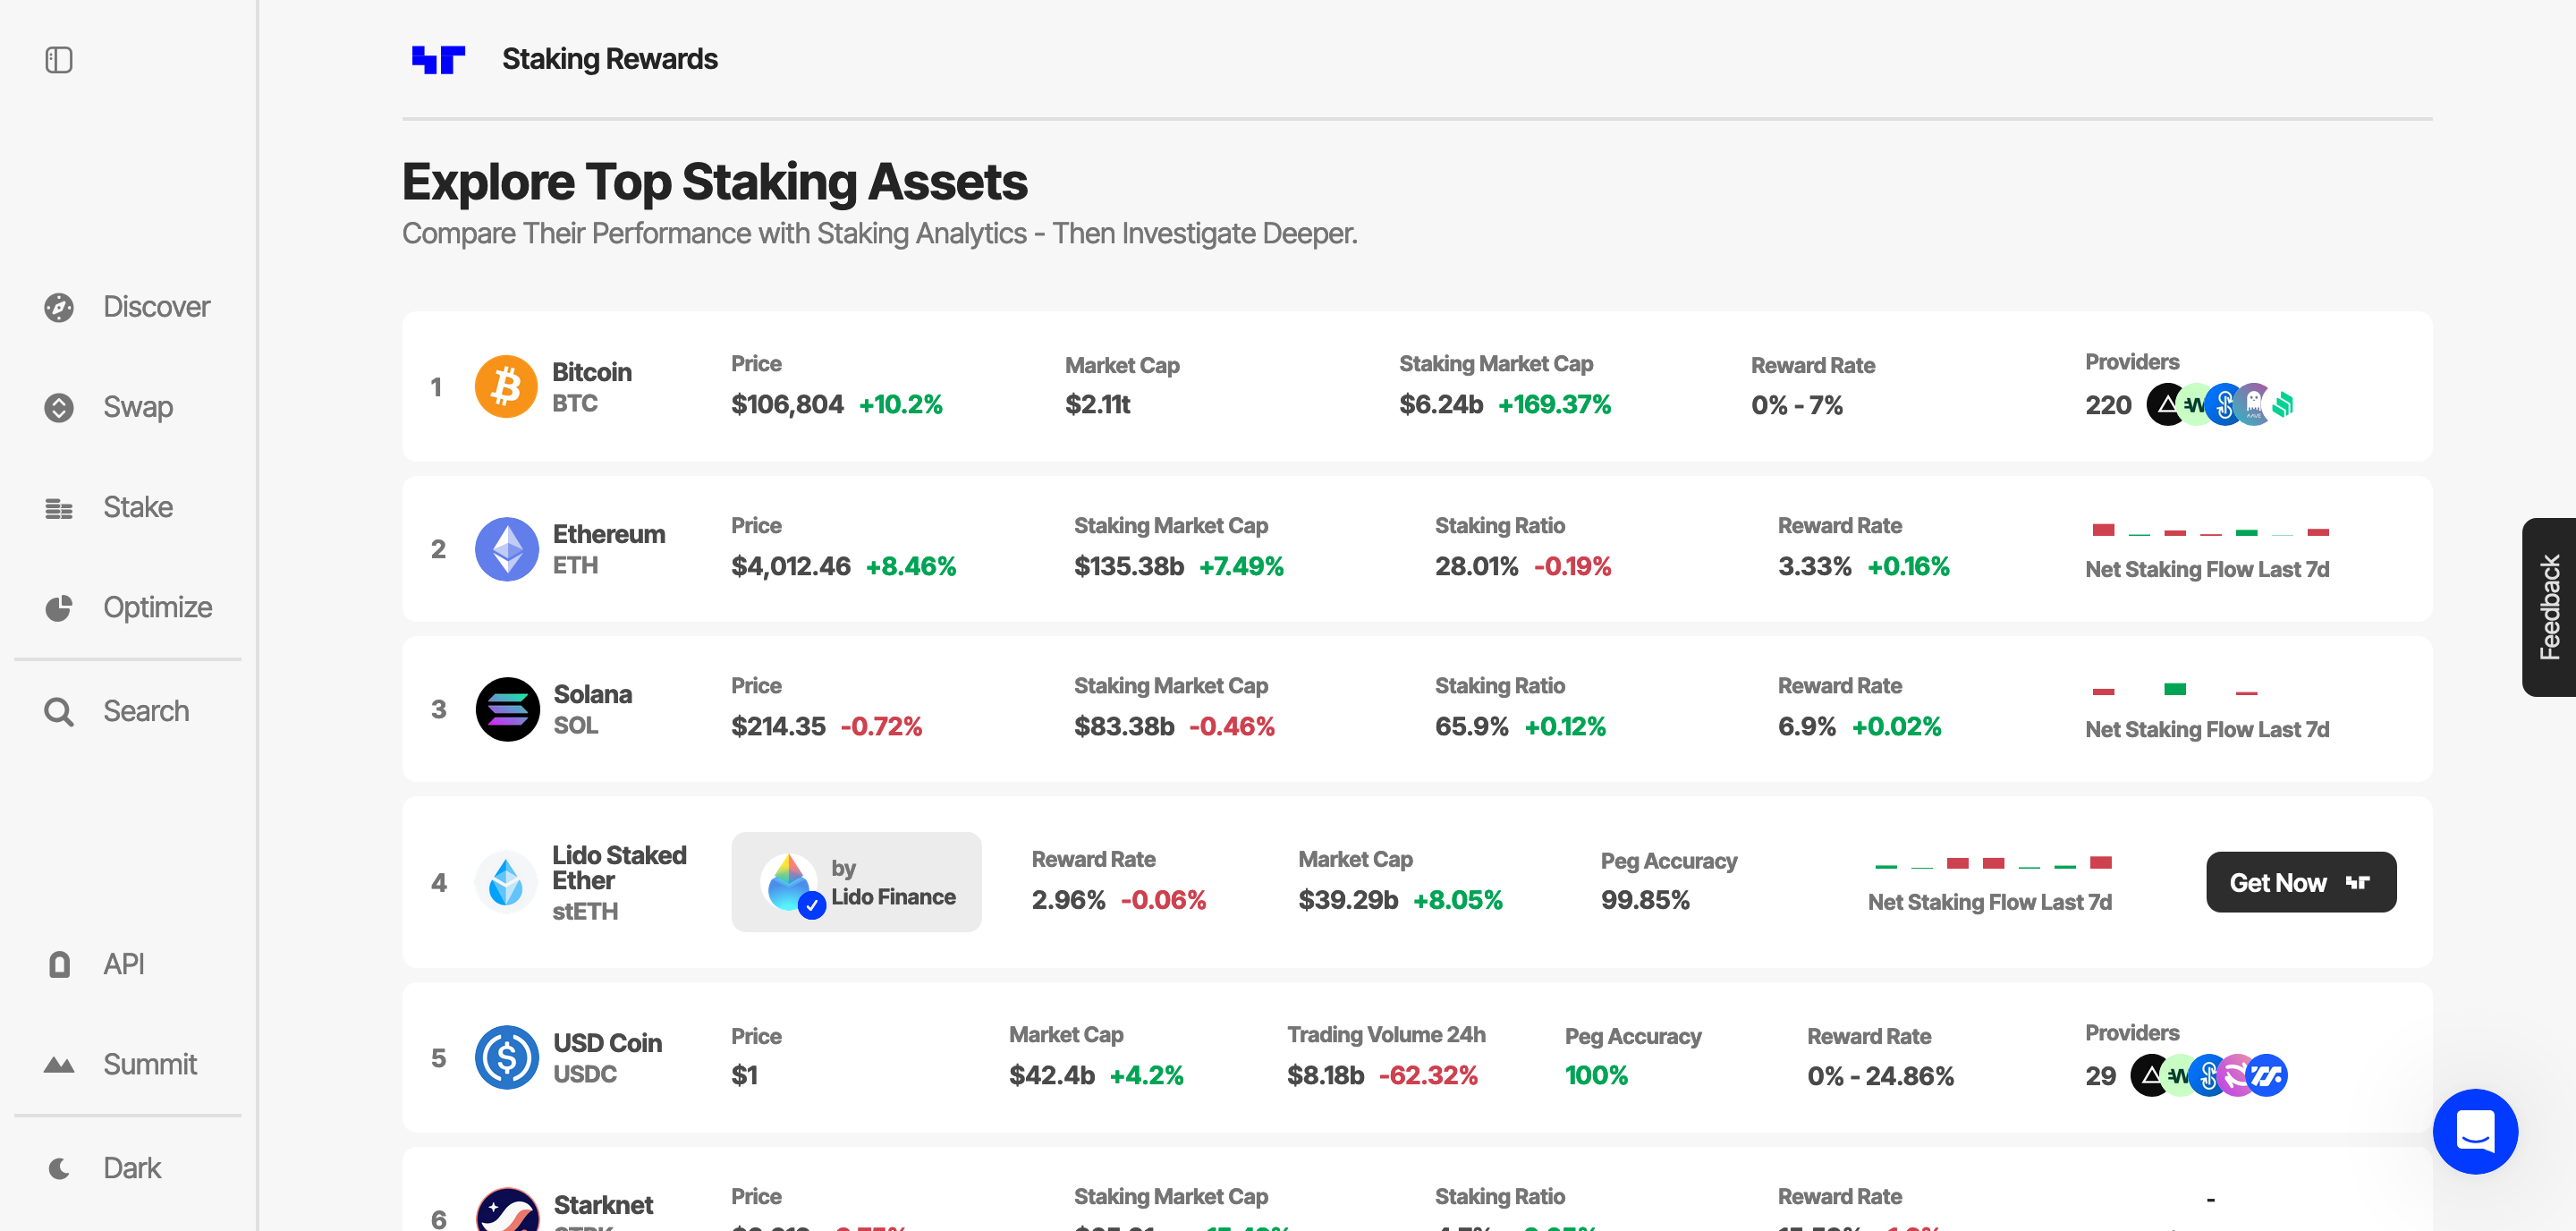 Staking Rewards
Explore Top Staking Assets
Compare Their Performance with Staking Analytics - Then Investigate Deeper.
Discover
Swap
Stake
Optimize
Search
API
Summit
Dark
1 Bitcoin BTC
Price $106,804 +10.2%
Market Cap $2.11t
Staking Market Cap $6.24b +169.37%
Reward Rate 0% - 7%
Providers 220
2 Ethereum ETH
Price $4,012.46 +8.46%
Staking Market Cap $135.38b +7.49%
Staking Ratio 28.01% -0.19%
Reward Rate 3.33% +0.16%
Net Staking Flow Last 7d
3 Solana SOL
Price $214.35 -0.72%
Staking Market Cap $83.38b -0.46%
Staking Ratio 65.9% +0.12%
Reward Rate 6.9% +0.02%
Net Staking Flow Last 7d
4 Lido Staked Ether stETH
by Lido Finance
Reward Rate 2.96% -0.06%
Market Cap $39.29b +8.05%
Peg Accuracy 99.85%
Net Staking Flow Last 7d
Get Now
5 USD Coin USDC
Price $1
Market Cap $42.4b +4.2%
Trading Volume 24h $8.18b -62.32%
Peg Accuracy 100%
Reward Rate 0% - 24.86%
Providers 29
6 Starknet
Price
Staking Market Cap
Staking Ratio
Reward Rate
-
Feedback